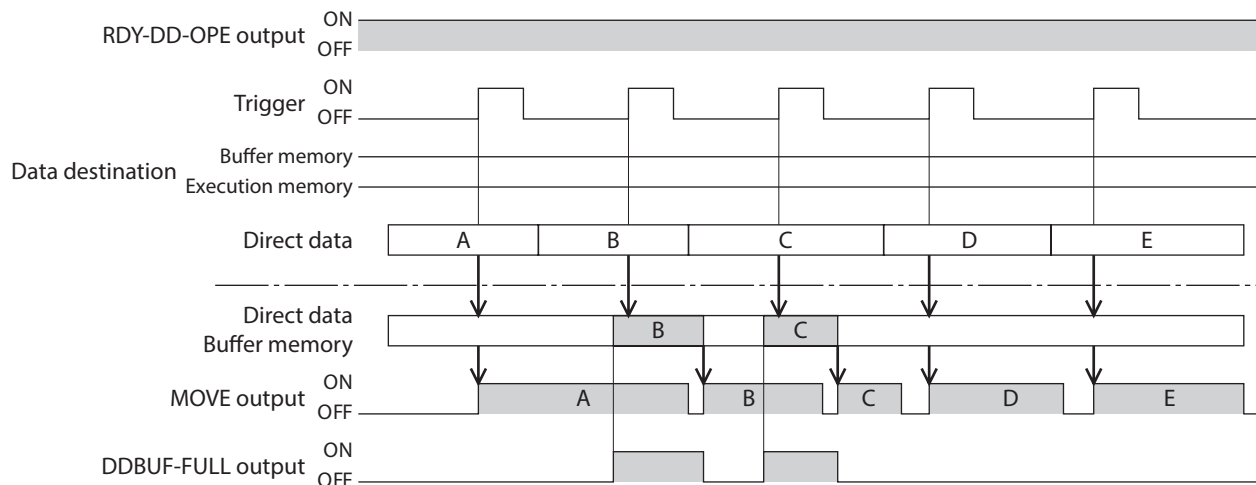 ON
RDY-DD-OPE output
OFF
ON
Trigger
OFF
Buffer memory
Data destination
Execution memory
Direct data A B C D E
Direct data
Buffer memory
B C
ON
MOVE output
OFF
A B C D E
ON
DDBUF-FULL output
OFF